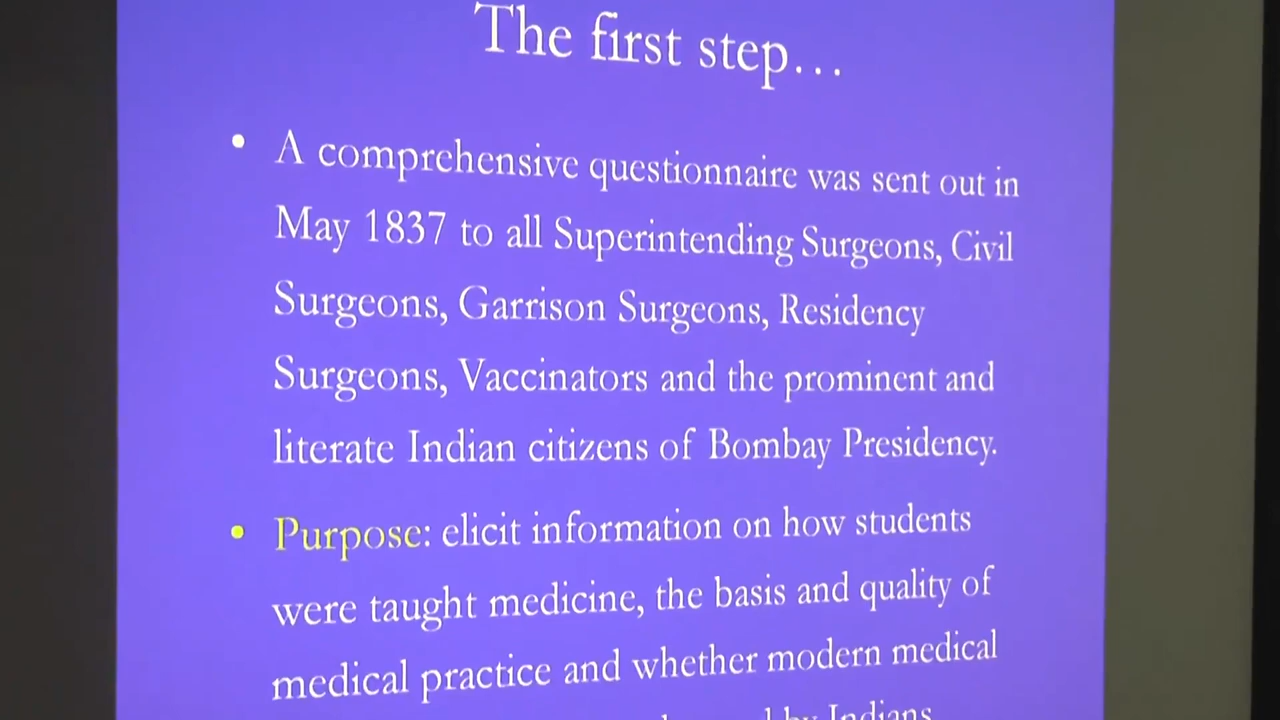 The first step…
• A comprehensive questionnaire was sent out in
May 1837 to all Superintending Surgeons, Civil
Surgeons, Garrison Surgeons, Residency
Surgeons, Vaccinators and the prominent and
literate Indian citizens of Bombay Presidency.
• Purpose: elicit information on how students
were taught medicine, the basis and quality of
medical practice and whether modern medical
by Indians